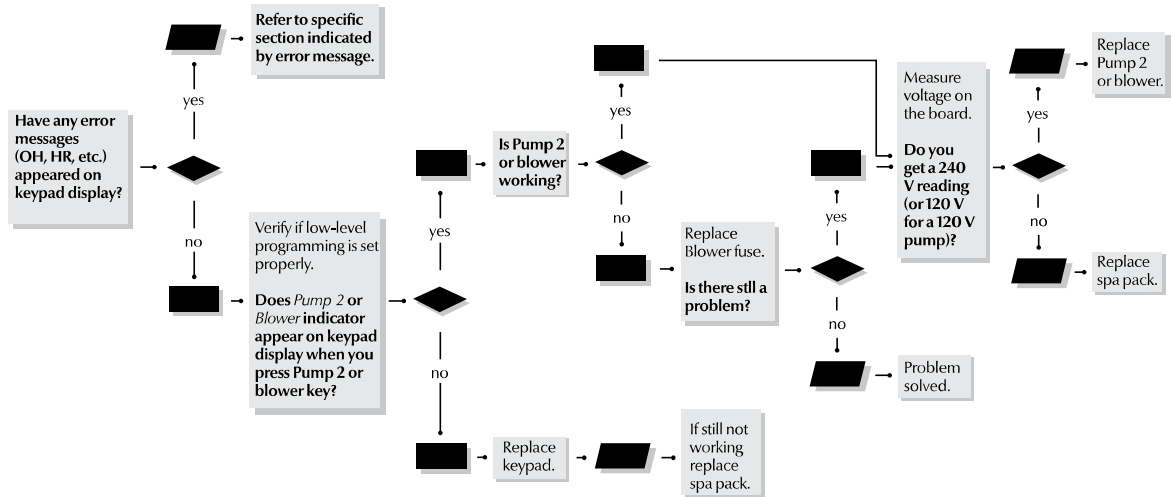 Have any error
messages
(OH, HR, etc.)
appeared on
keypad display?
yes
Refer to specific
section indicated
by error message.
no
Verify if low-level
programming is set
properly.
Does Pump 2 or
Blower indicator
appear on keypad
display when you
press Pump 2 or
blower key?
yes
Is Pump 2
or blower
working?
yes
no
Replace
Blower fuse.
Is there stll a
problem?
yes
Measure
voltage on
the board.
Do you
get a 240
V reading
(or 120 V
for a 120 V
pump)?
yes
Replace
Pump 2
or blower.
no
Replace
spa pack.
no
Problem
solved.
no
Replace
keypad.
If still not
working
replace
spa pack.